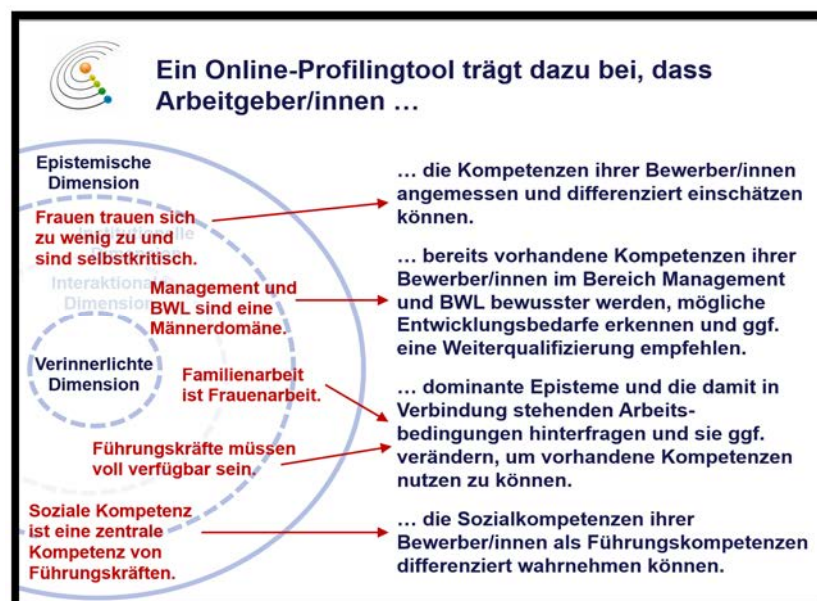 Ein Online-Profilingtool trägt dazu bei, dass
Arbeitgeber/innen …
Epistemische
Dimension
Frauen trauen sich
zu wenig zu und
sind selbstkritisch.
Institutionelle
Interaktionale
Dimension
Management und
BWL sind eine
Männerdomäne.
Verinnerlichte
Dimension
Familienarbeit
ist Frauenarbeit.
Führungskräfte müssen
voll verfügbar sein.
Soziale Kompetenz
ist eine zentrale
Kompetenz von
Führungskräften.
… die Kompetenzen ihrer Bewerber/innen
angemessen und differenziert einschätzen
können.
… bereits vorhandene Kompetenzen ihrer
Bewerber/innen im Bereich Management
und BWL bewusster werden, mögliche
Entwicklungsbedarfe erkennen und ggf.
eine Weiterqualifizierung empfehlen.
… dominante Episteme und die damit in
Verbindung stehenden Arbeits-
bedingungen hinterfragen und sie ggf.
verändern, um vorhandene Kompetenzen
nutzen zu können.
… die Sozialkompetenzen ihrer
Bewerber/innen als Führungskompetenzen
differenziert wahrnehmen können.